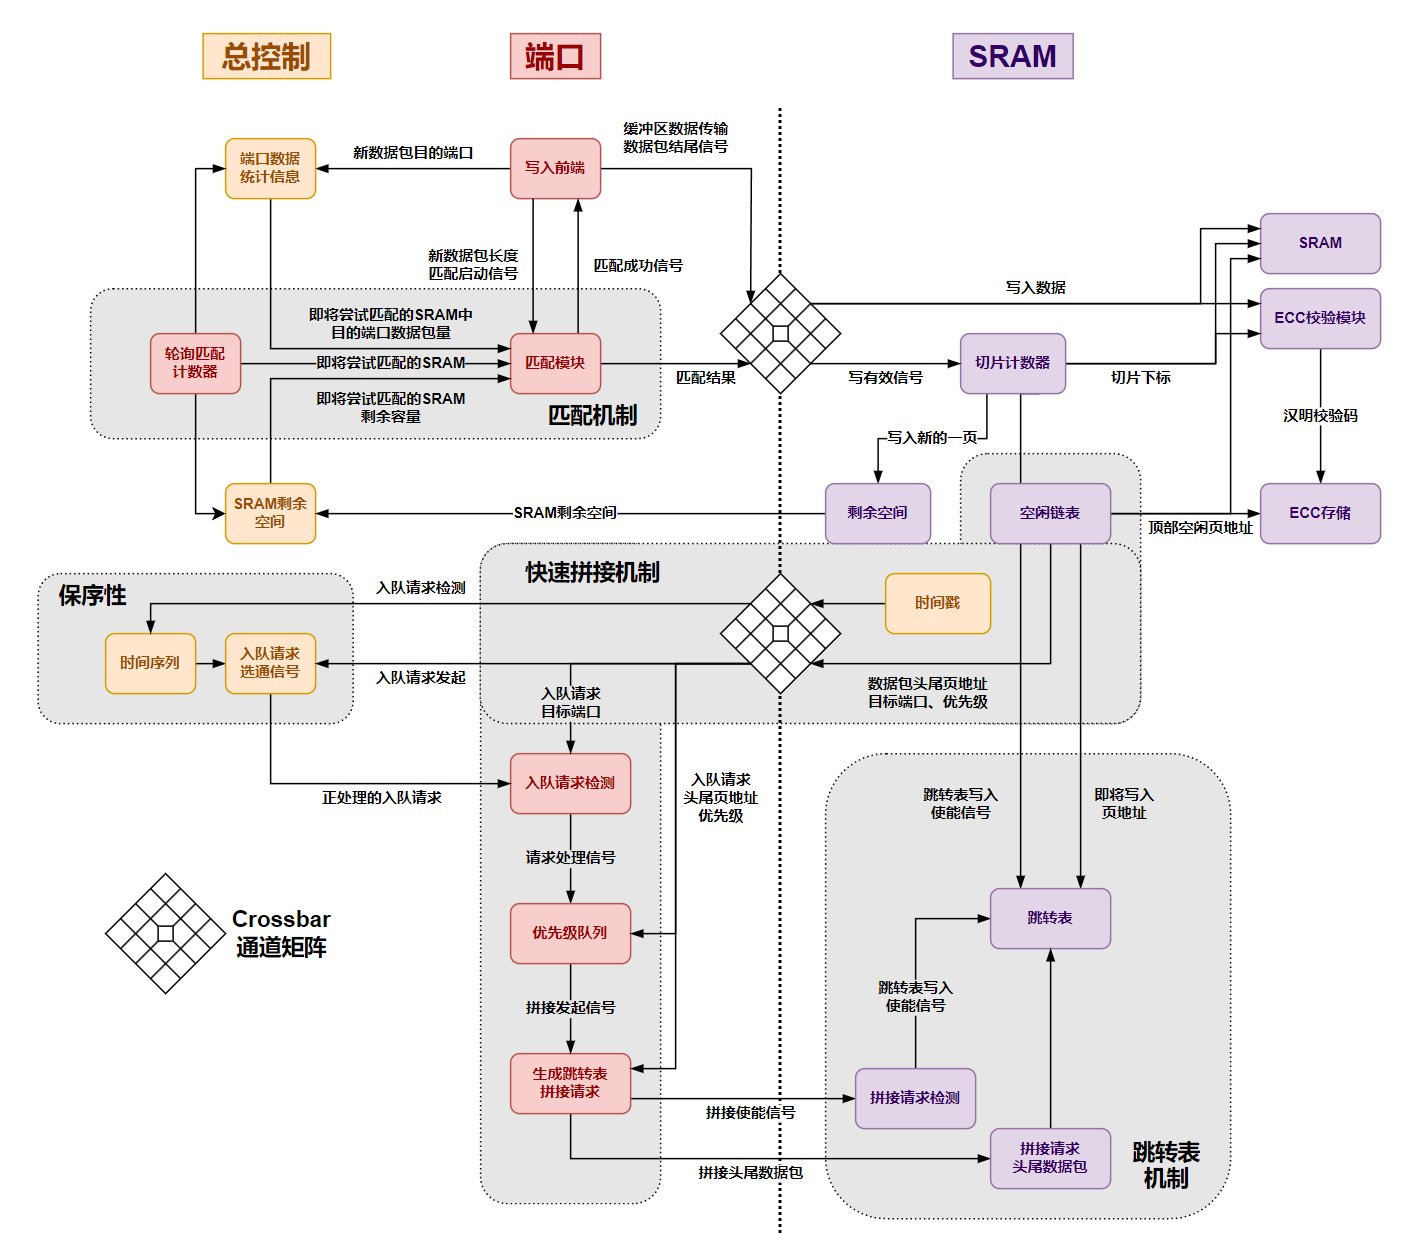 总控制
端口
SRAM
缓冲区数据传输
数据包结尾信号
新数据包目的端口
端口数据
统计信息
写入前端
新数据包长度
匹配启动信号
匹配成功信号
SRAM
写入数据
ECC校验模块
即将尝试匹配的SRAM中
目的端口数据包量
轮询匹配
计数器
即将尝试匹配的SRAM
匹配模块
匹配结果
写有效信号
切片计数器
切片下标
即将尝试匹配的SRAM
剩余容量
匹配机制
汉明校验码
写入新的一页
SRAM剩余
空间
SRAM剩余空间
剩余空间
空闲链表
顶部空闲页地址
ECC存储
快速拼接机制
保序性
入队请求检测
时间戳
时间序列
入队请求
选通信号
入队请求发起
入队请求
目标端口
数据包头尾页地址
目标端口、优先级
入队请求检测
正处理的入队请求
入队请求
头尾页地址
优先级
跳转表写入
使能信号
即将写入
页地址
请求处理信号
Crossbar
通道矩阵
优先级队列
跳转表
拼接发起信号
跳转表写入
使能信号
生成跳转表
拼接请求
拼接使能信号
拼接请求检测
拼接头尾数据包
拼接请求
头尾数据包
跳转表
机制